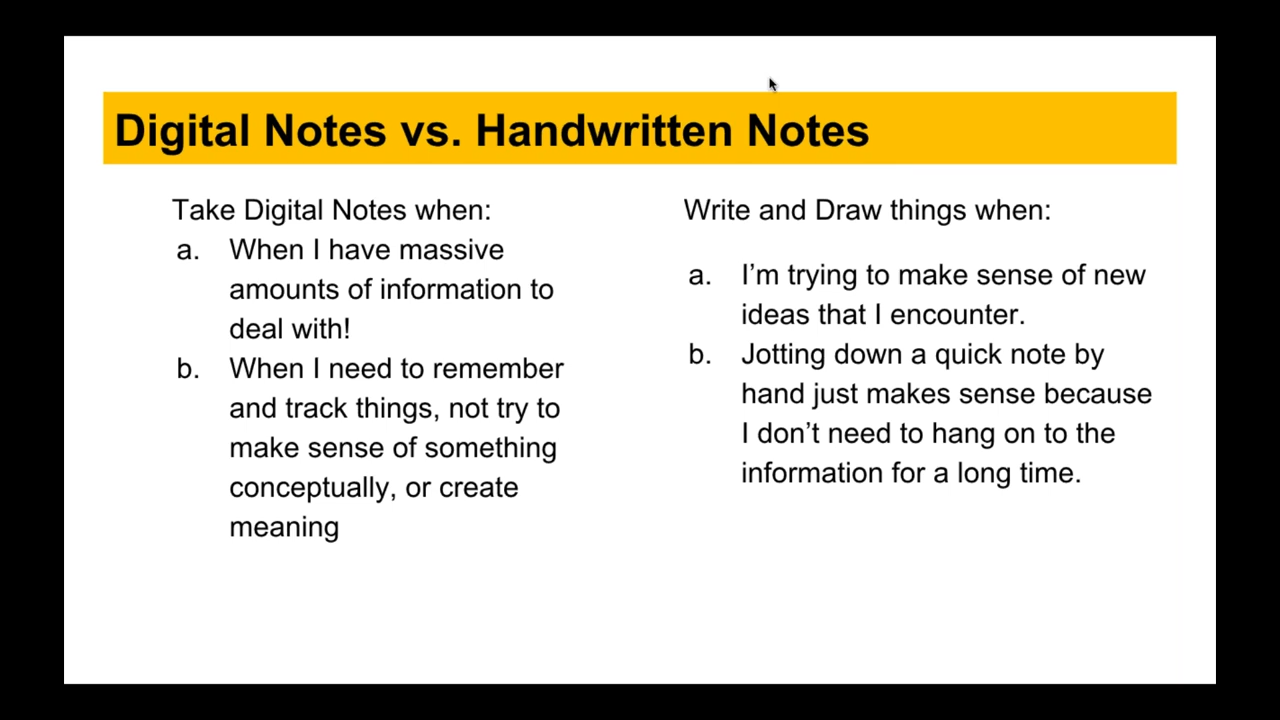 Digital Notes vs. Handwritten Notes
Take Digital Notes when:
a. When I have massive
amounts of information to
deal with!
b. When I need to remember
and track things, not try to
make sense of something
conceptually, or create
meaning
Write and Draw things when:
a. I’m trying to make sense of new
ideas that I encounter.
b. Jotting down a quick note by
hand just makes sense because
I don’t need to hang on to the
information for a long time.